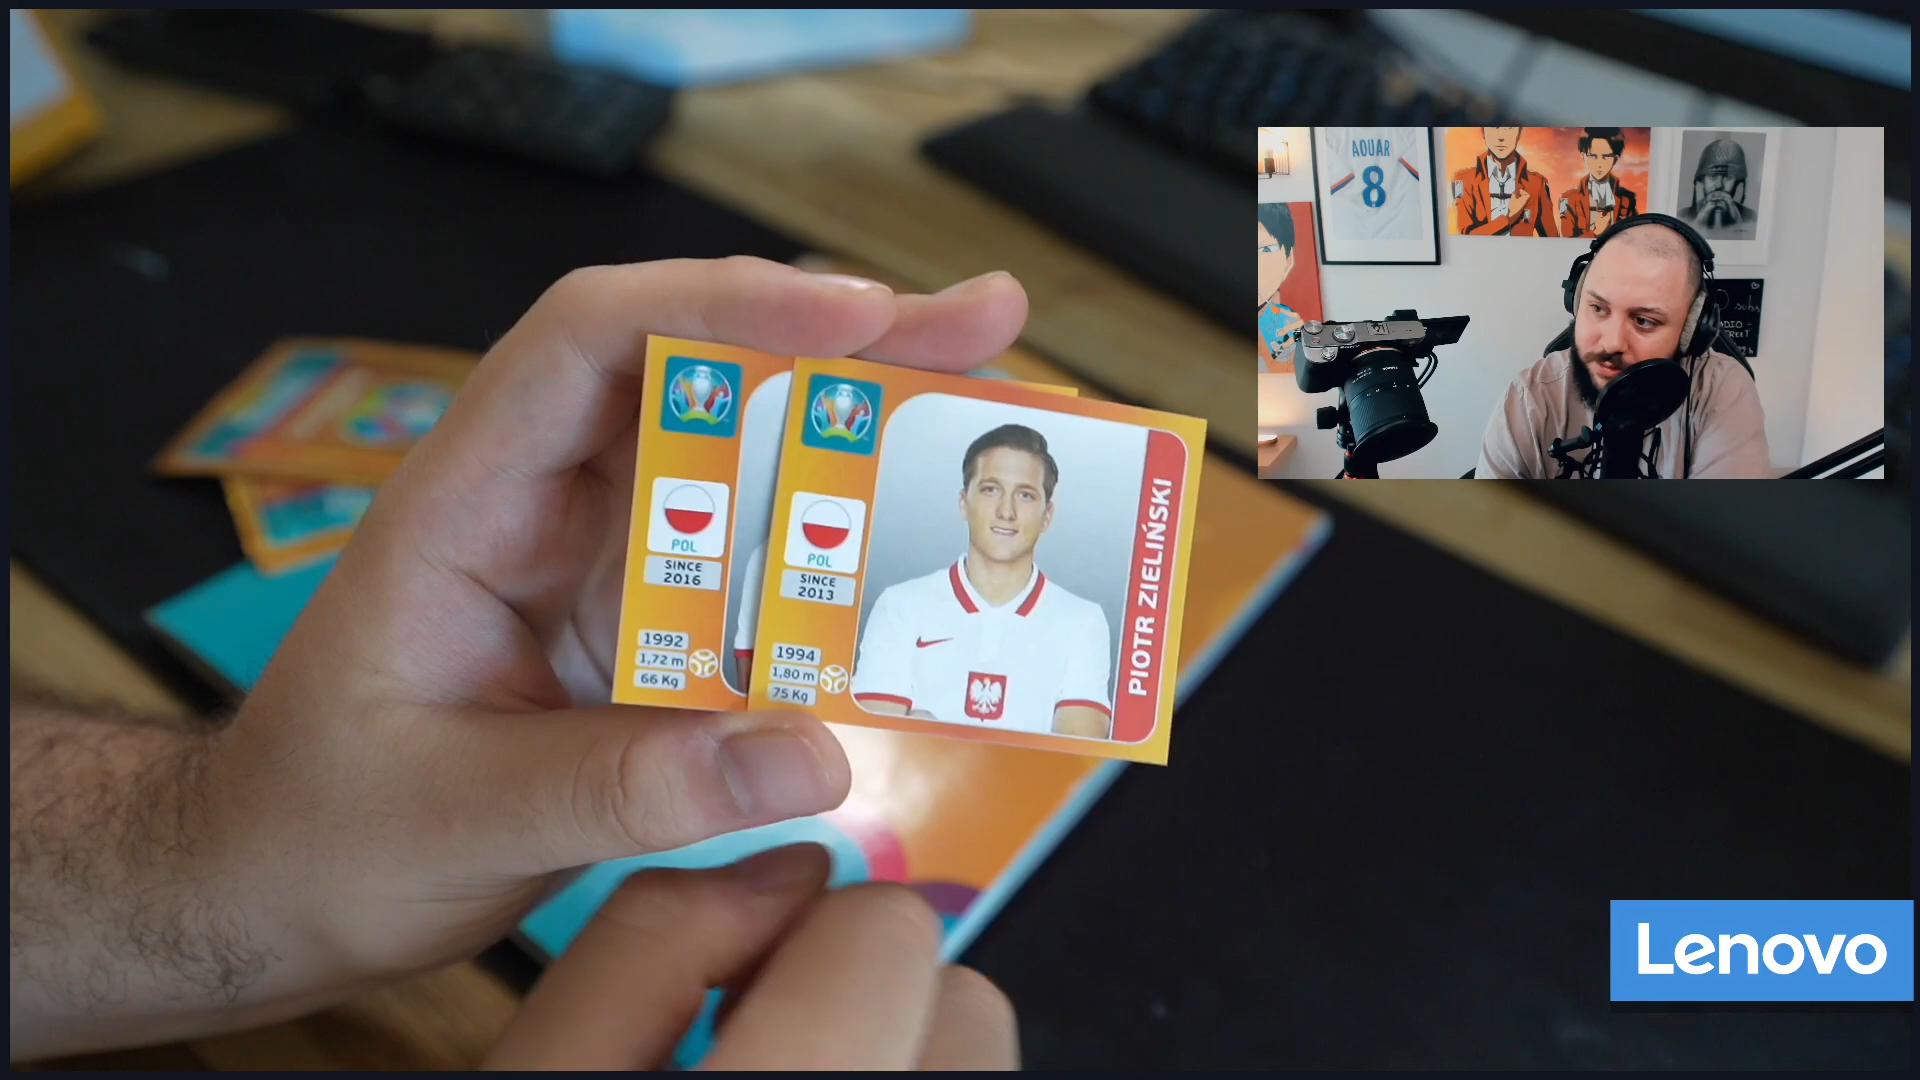 POL
SINCE
2016
1992
1,72 m
66 Kg
POL
SINCE
2013
1994
1,80 m
75 Kg
PIOTR ZIELIŃSKI
AOUAR
8
subs
Lenovo